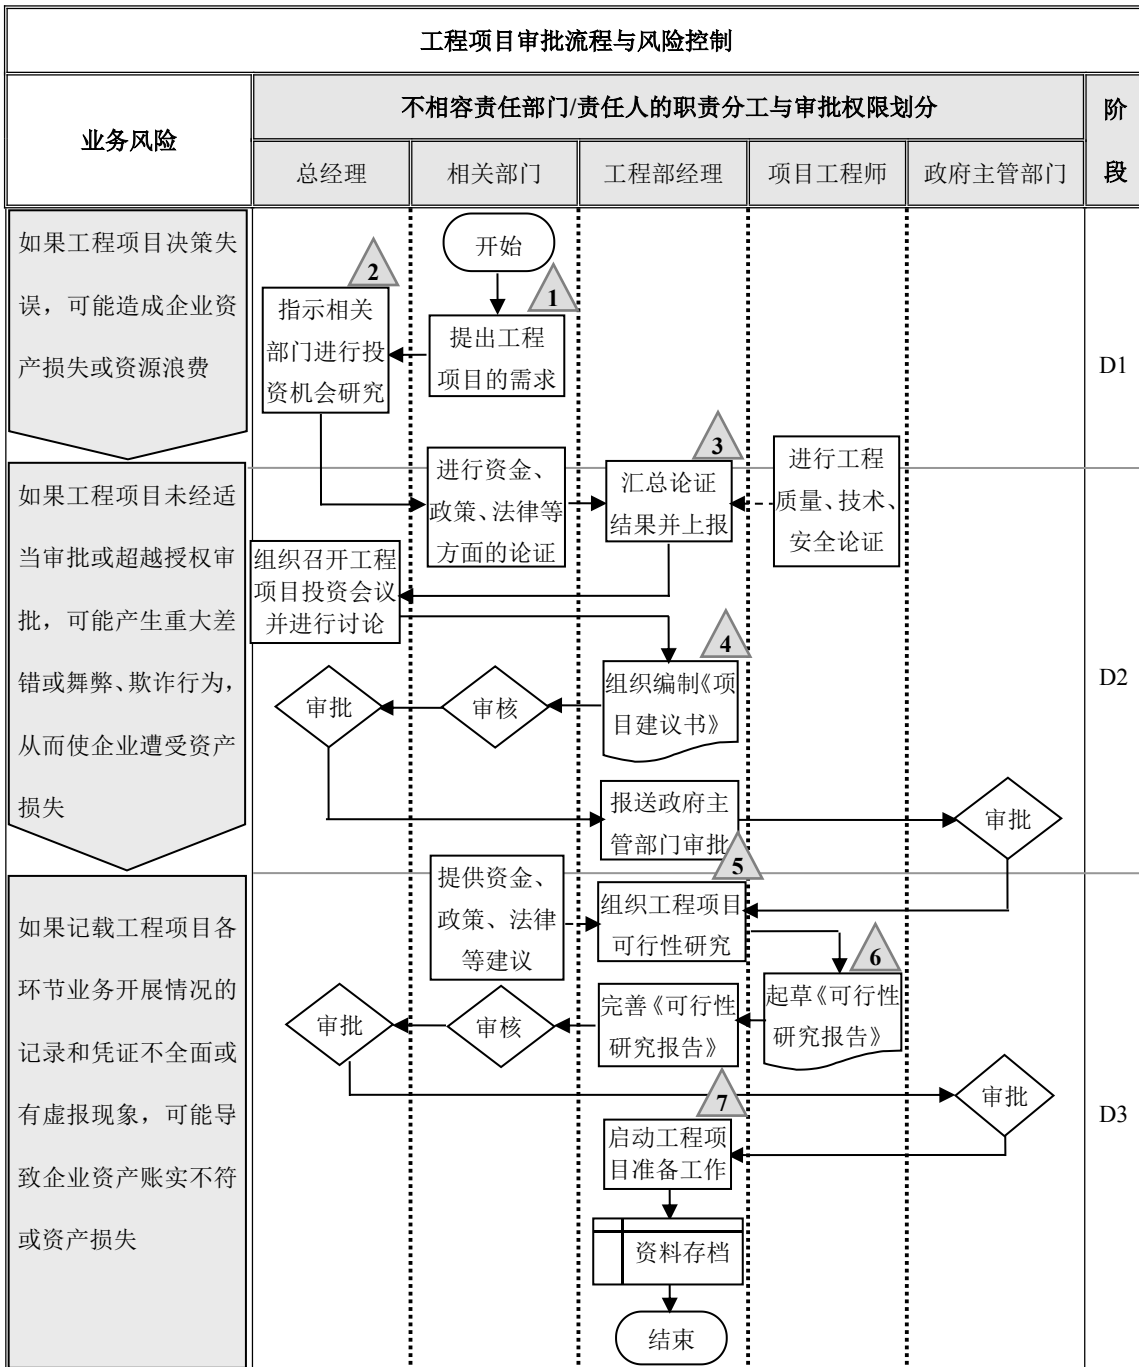 工程项目审批流程与风险控制
业务风险
不相容责任部门/责任人的职责分工与审批权限划分
阶
段
总经理
相关部门
工程部经理
项目工程师
政府主管部门
如果工程项目决策失
误，可能造成企业资
产损失或资源浪费
开始
1
提出工程
项目的需求
2
指示相关
部门进行投
资机会研究
D1
如果工程项目未经适
当审批或超越授权审
批，可能产生重大差
错或舞弊、欺诈行为，
从而使企业遭受资产
损失
进行资金、
政策、法律等
方面的论证
3
汇总论证
结果并上报
进行工程
质量、技术、
安全论证
组织召开工程
项目投资会议
并进行讨论
4
组织编制《项
目建议书》
审核
审批
报送政府主
管部门审批
审批
D2
如果记载工程项目各
环节业务开展情况的
记录和凭证不全面或
有虚报现象，可能导
致企业资产账实不符
或资产损失
提供资金、
政策、法律
等建议
5
组织工程项目
可行性研究
6
起草《可行性
研究报告》
完善《可行性
研究报告》
审核
审批
审批
7
启动工程项
目准备工作
资料存档
结束
D3